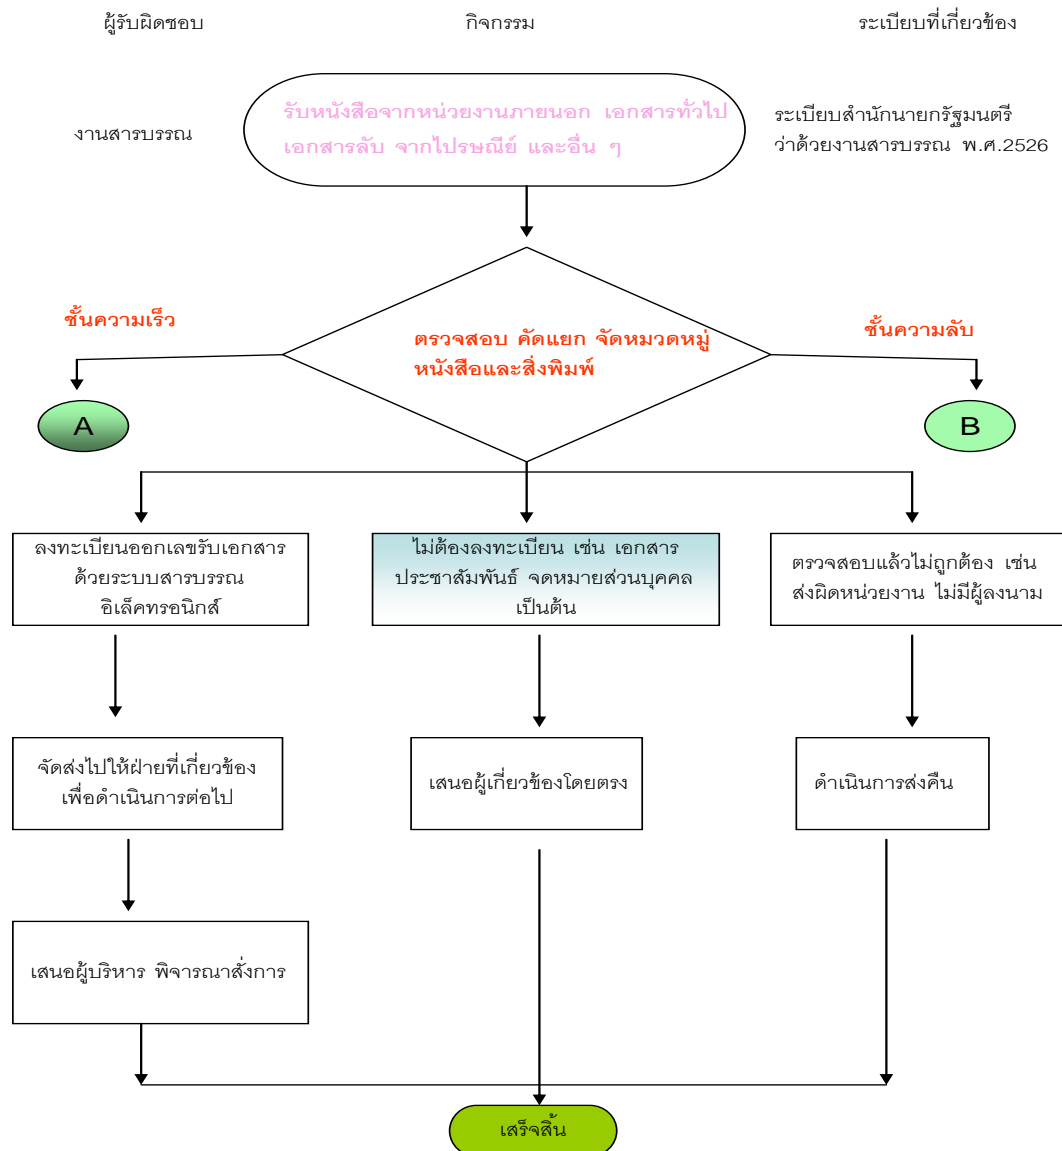 ผู้รับผิดชอบ
กิจกรรม
ระเบียบที่เกี่ยวข้อง
งานสารบรรณ
รับหนังสือจากหน่วยงานภายนอก เอกสารทั่วไป
เอกสารลับ จากไปรษณีย์ และอื่น ๆ
ระเบียบสำนักนายกรัฐมนตรี
ว่าด้วยงานสารบรรณ พ.ศ.2526
ชั้นความเร็ว
ตรวจสอบ คัดแยก จัดหมวดหมู่
หนังสือและสิ่งพิมพ์
ชั้นความลับ
A
B
ลงทะเบียนออกเลขรับเอกสาร
ด้วยระบบสารบรรณ
อิเล็คทรอนิกส์
ไม่ต้องลงทะเบียน เช่น เอกสาร
ประชาสัมพันธ์ จดหมายส่วนบุคคล
เป็นต้น
ตรวจสอบแล้วไม่ถูกต้อง เช่น
ส่งผิดหน่วยงาน ไม่มีผู้ลงนาม
จัดส่งไปให้ฝ่ายที่เกี่ยวข้อง
เพื่อดำเนินการต่อไป
เสนอผู้เกี่ยวข้องโดยตรง
ดำเนินการส่งคืน
เสนอผู้บริหาร พิจารณาสั่งการ
เสร็จสิ้น